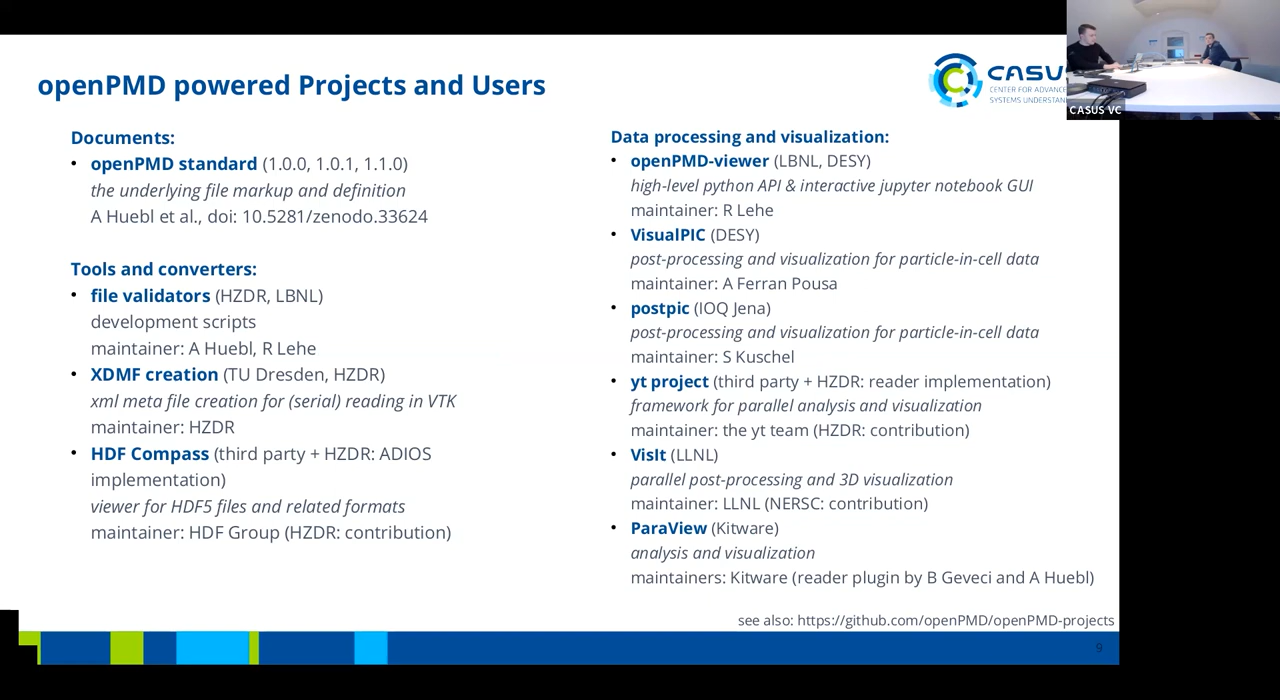 openPMD powered Projects and Users
CASUS
CENTER FOR ADVANCE
SYSTEMS UNDERSTAN
CASUS VC
Documents:
• openPMD standard (1.0.0, 1.0.1, 1.1.0)
the underlying file markup and definition
A Huebl et al., doi: 10.5281/zenodo.33624
Tools and converters:
• file validators (HZDR, LBNL)
development scripts
maintainer: A Huebl, R Lehe
• XDMF creation (TU Dresden, HZDR)
xml meta file creation for (serial) reading in VTK
maintainer: HZDR
• HDF Compass (third party + HZDR: ADIOS
implementation)
viewer for HDF5 files and related formats
maintainer: HDF Group (HZDR: contribution)
Data processing and visualization:
• openPMD-viewer (LBNL, DESY)
high-level python API & interactive jupyter notebook GUI
maintainer: R Lehe
• VisualPIC (DESY)
post-processing and visualization for particle-in-cell data
maintainer: A Ferran Pousa
• postpic (IOQ Jena)
post-processing and visualization for particle-in-cell data
maintainer: S Kuschel
• yt project (third party + HZDR: reader implementation)
framework for parallel analysis and visualization
maintainer: the yt team (HZDR: contribution)
• VisIt (LLNL)
parallel post-processing and 3D visualization
maintainer: LLNL (NERSC: contribution)
• ParaView (Kitware)
analysis and visualization
maintainers: Kitware (reader plugin by B Geveci and A Huebl)
see also: https://github.com/openPMD/openPMD-projects
9